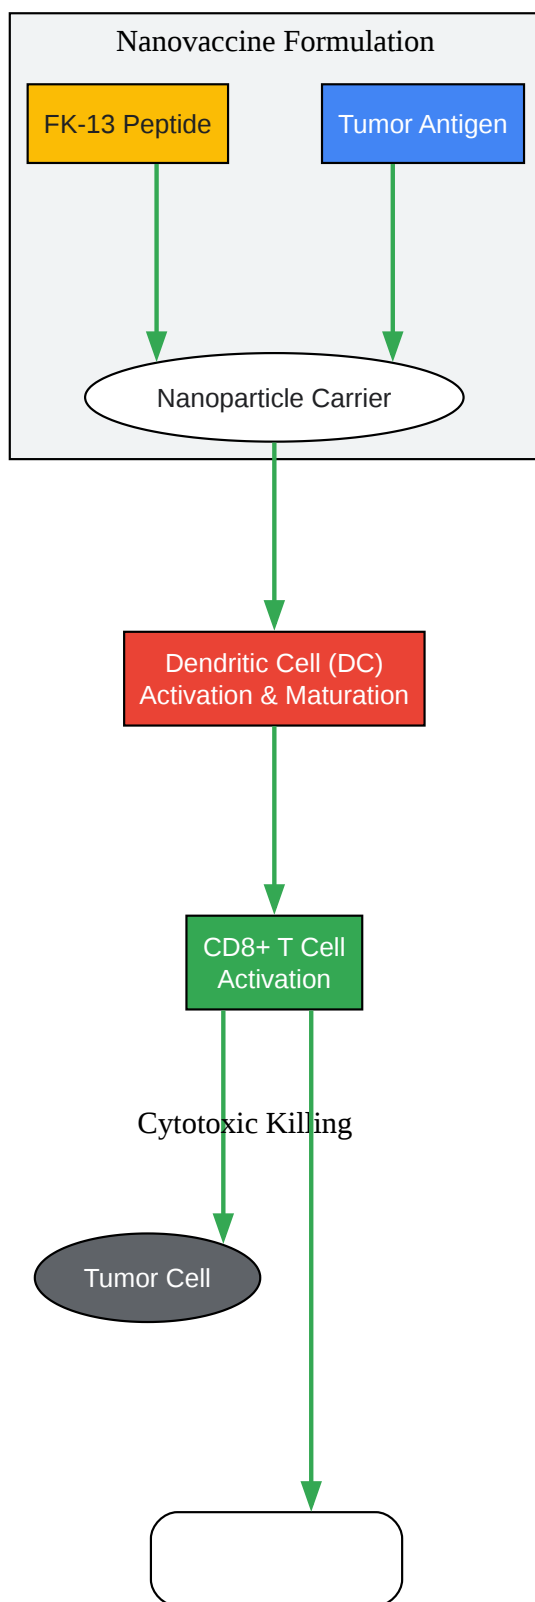 Nanovaccine Formulation
FK-13 Peptide
Tumor Antigen
Nanoparticle Carrier
Dendritic Cell (DC)
Activation & Maturation
CD8+ T Cell
Activation
Cytotoxic Killing
Tumor Cell